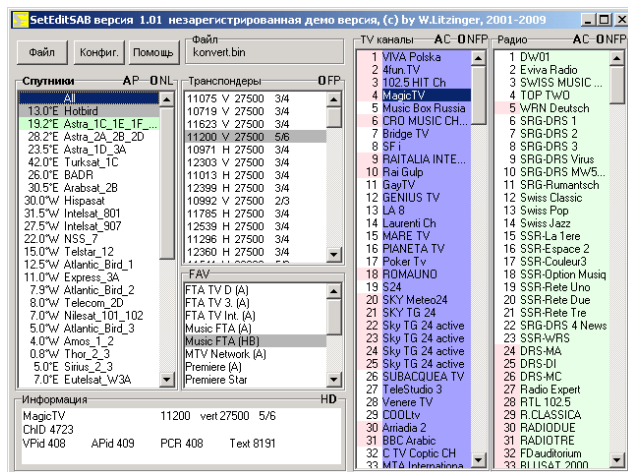 SetEditSAB версия 1.01 незарегистрированная демо версия, (c) by W.Litzinger, 2001-2009
Файл Конфиг. Помощь
Файл
konvert.bin
Спутники AP ONL
All
13.0°E Hotbird
19.2°E Astra_1C_1E_1F_...
28.2°E Astra_2A_2B_2D
23.5°E Astra_1D_3A
42.0°E Turksat_1C
26.0°E BADR
30.5°E Arabsat_2B
30.0°W Hispasat
31.5°W Intelsat_801
27.5°W Intelsat_907
22.0°W NSS_7
15.0°W Telstar_12
12.5°W Atlantic_Bird_1
11.0°W Express_3A
7.9°W Atlantic_Bird_2
8.0°W Telecom_2D
7.0°W Nilesat_101_102
5.0°W Atlantic_Bird_3
4.0°W Amos_1_2
0.8°W Thor_2_3
5.0°E Sirius_2_3
7.0°E Eutelsat_W3A
Транспондеры OFP
11075 V 27500 3/4
10719 V 27500 3/4
11623 V 27500 3/4
11200 V 27500 5/6
10971 H 27500 3/4
12303 V 27500 3/4
11013 H 27500 3/4
12399 H 27500 3/4
10992 V 27500 2/3
11785 H 27500 3/4
12539 H 27500 3/4
11296 H 27500 3/4
12360 H 27500 3/4
FAV
FTA TV D (A)
FTA TV 3. (A)
FTA TV Int. (A)
Music FTA (A)
Music FTA (HB)
MTV Network (A)
Premiere (A)
Premiere Star
Информация HD-
MagicTV 11200 vert 27500 5/6
ChID 4723
VPid 408 APid 409 PCR 408 Text 8191
TV каналы AC ONFP
1 VIVA Polska
2 4fun.TV
3 102.5 HIT Ch
4 MagicTV
5 Music Box Russia
6 CRO MUSIC CH...
7 Bridge TV
8 SF i
9 RAITALIA INTE...
10 Rai Gulp
11 GayTV
12 GENIUS TV
13 LA 8
14 Laurenti Ch
15 MARE TV
16 PIANETA TV
17 Poker Tv
18 ROMAUNO
19 S24
20 SKY Meteo24
21 SKY TG 24
22 Sky TG 24 active
23 Sky TG 24 active
24 Sky TG 24 active
25 Sky TG 24 active
26 SUBACQUEA TV
27 TeleStudio 3
28 Venere TV
29 COOLtv
30 Arriadia 2
31 BBC Arabic
32 C TV Coptic CH
33 MTA Internationa
Радио AC ONFP
1 DW01
2 Eviva Radio
3 SWISS MUSIC ...
4 TOP TWO
5 WRN Deutsch
6 SRG-DRS 1
7 SRG-DRS 2
8 SRG-DRS 3
9 SRG-DRS Virus
10 SRG-DRS MW5...
11 SRG-Rumantsch
12 Swiss Classic
13 Swiss Pop
14 Swiss Jazz
15 SSR-La 1ere
16 SSR-Espace 2
17 SSR-Couleur3
18 SSR-Option Musiq
19 SSR-Rete Uno
20 SSR-Rete Due
21 SSR-Rete Tre
22 SRG-DRS 4 News
23 SSR-WRS
24 DRS-MA
25 DRS-DI
26 DRS-MC
27 Radio Expert
28 RTL 102.5
29 R.CLASSICA
30 RADIODUE
31 RADIOTRE
32 FD auditorium
33 RLUSAT 2000